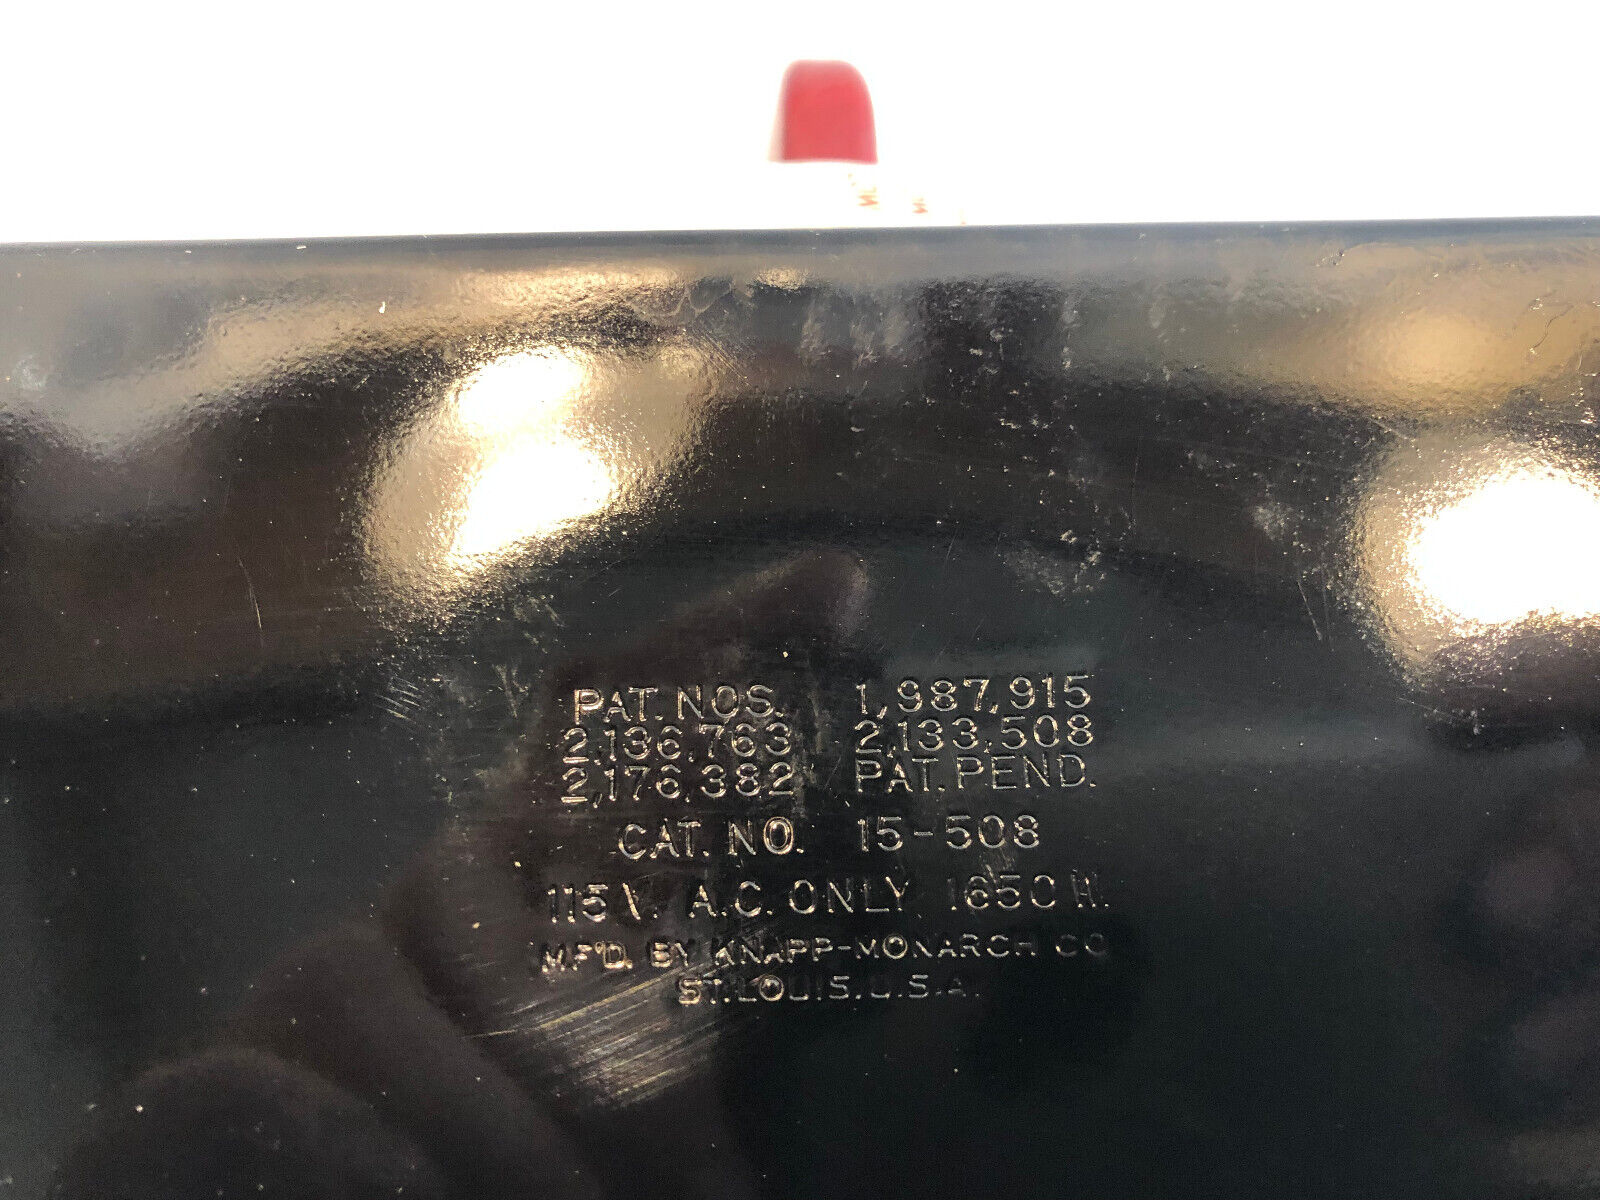 PAT. NOS. 1,987,915
2,136,763 2,133,508
2,176,382 PAT. PEND.
CAT. NO. 15-508
115 V. A.C. ONLY 1650 W.
MF'D. BY KNAPP-MONARCH CO
ST. LOUIS, U.S.A.